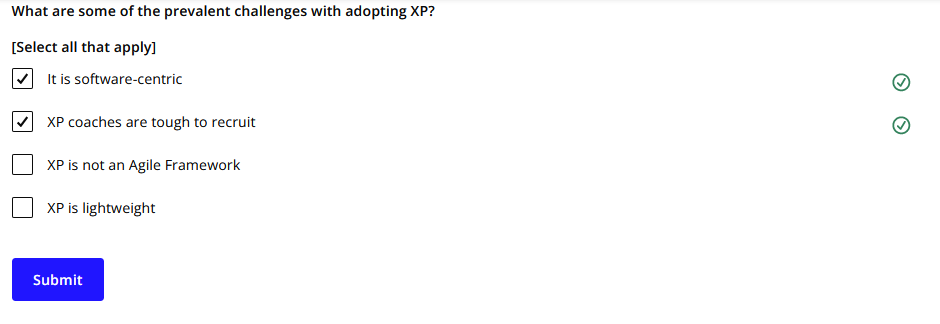 What are some of the prevalent challenges with adopting XP?
[Select all that apply]
It is software-centric
XP coaches are tough to recruit
XP is not an Agile Framework
XP is lightweight
Submit